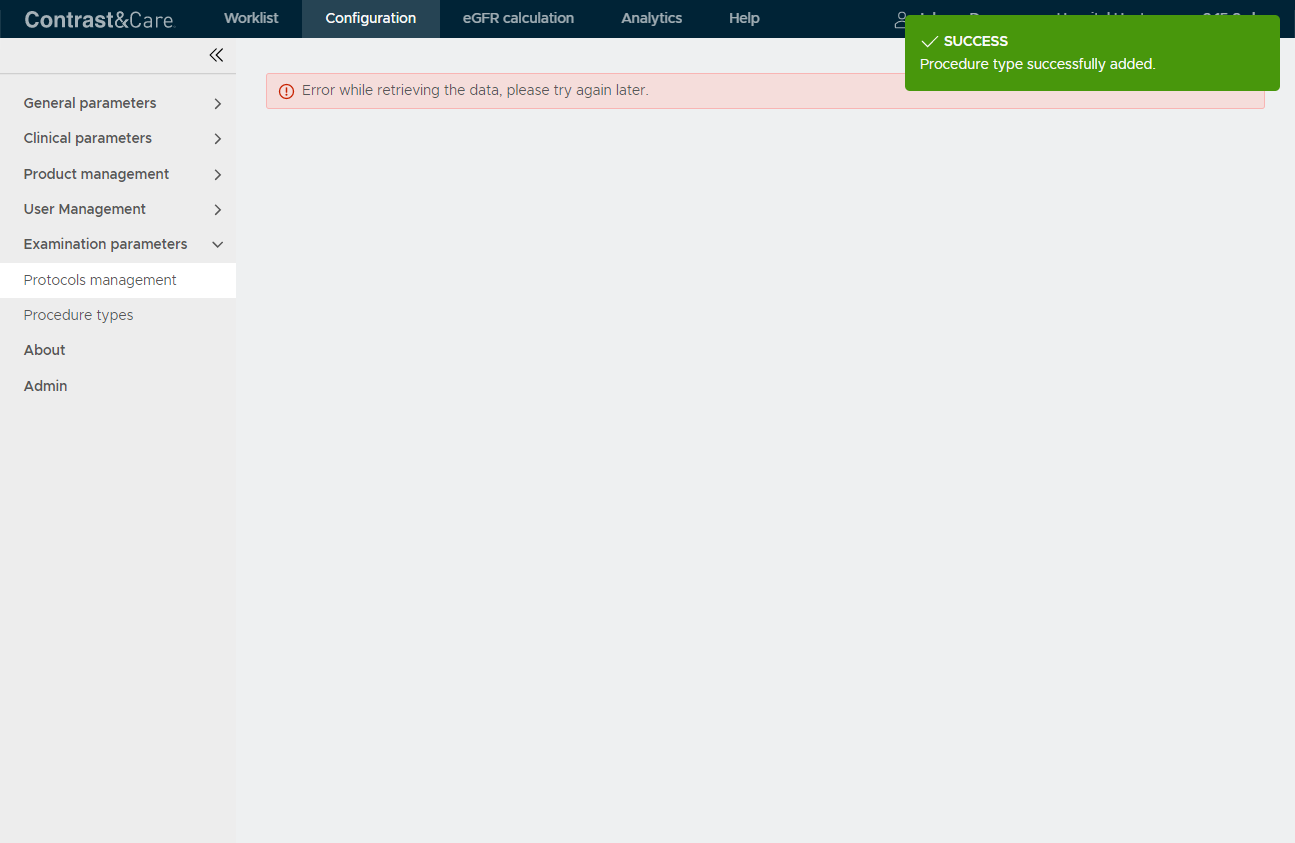 Contrast&Care
Worklist
Configuration
eGFR calculation
Analytics
Help
SUCCESS
Procedure type successfully added.
Error while retrieving the data, please try again later.
General parameters
Clinical parameters
Product management
User Management
Examination parameters
Protocols management
Procedure types
About
Admin